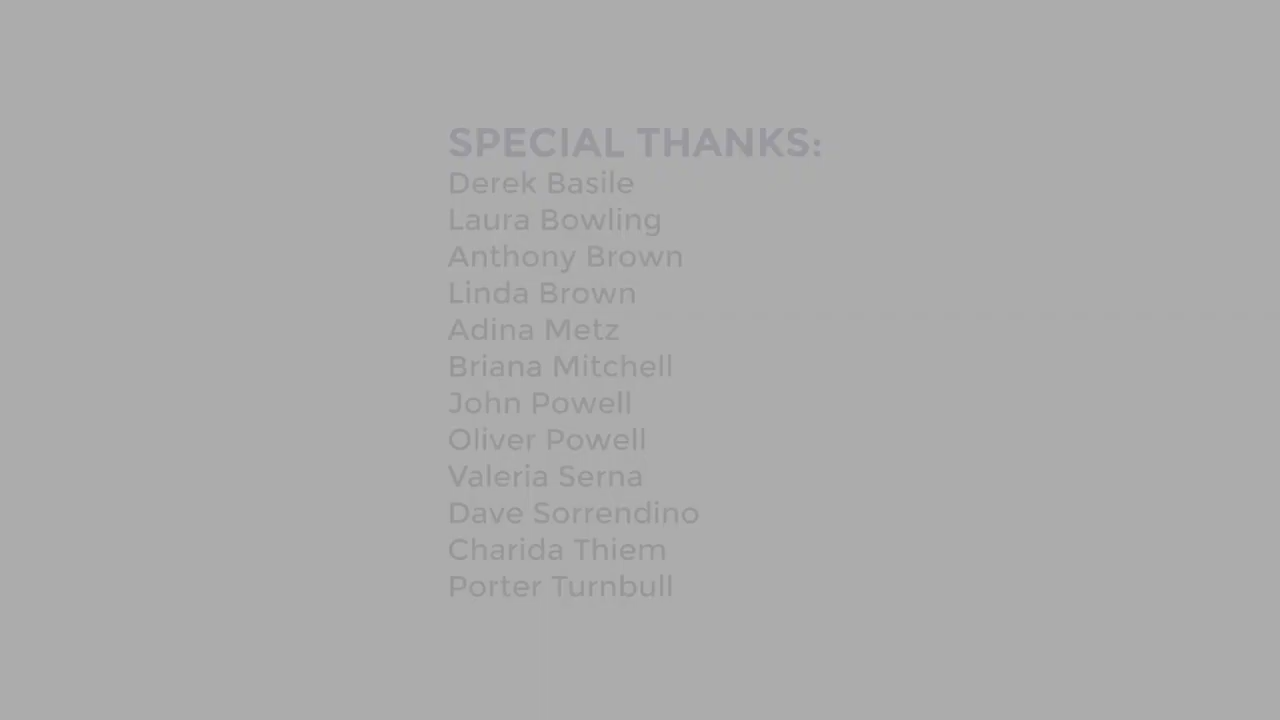 SPECIAL THANKS:
Derek Basile
Laura Bowling
Anthony Brown
Linda Brown
Adina Metz
Briana Mitchell
John Powell
Oliver Powell
Valeria Serna
Dave Sorrendino
Charida Thiem
Porter Turnbull